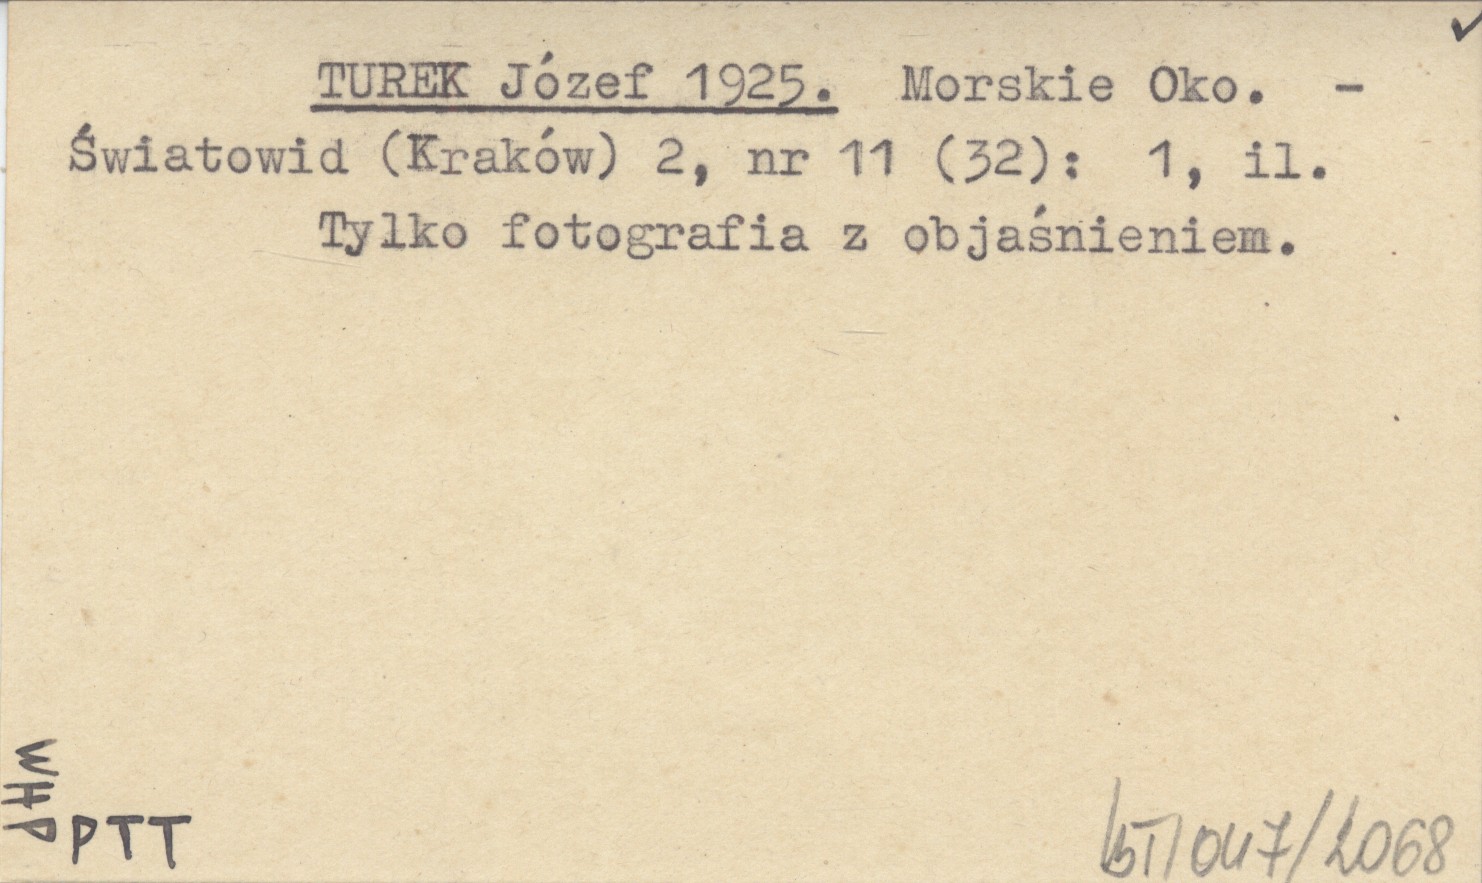 TUREK Józef 1925. Morskie Oko. -
Światowid (Kraków) 2, nr 11 (32): 1, il.
Tylko fotografia z objaśnieniem.
WHP
PTT
047/2068